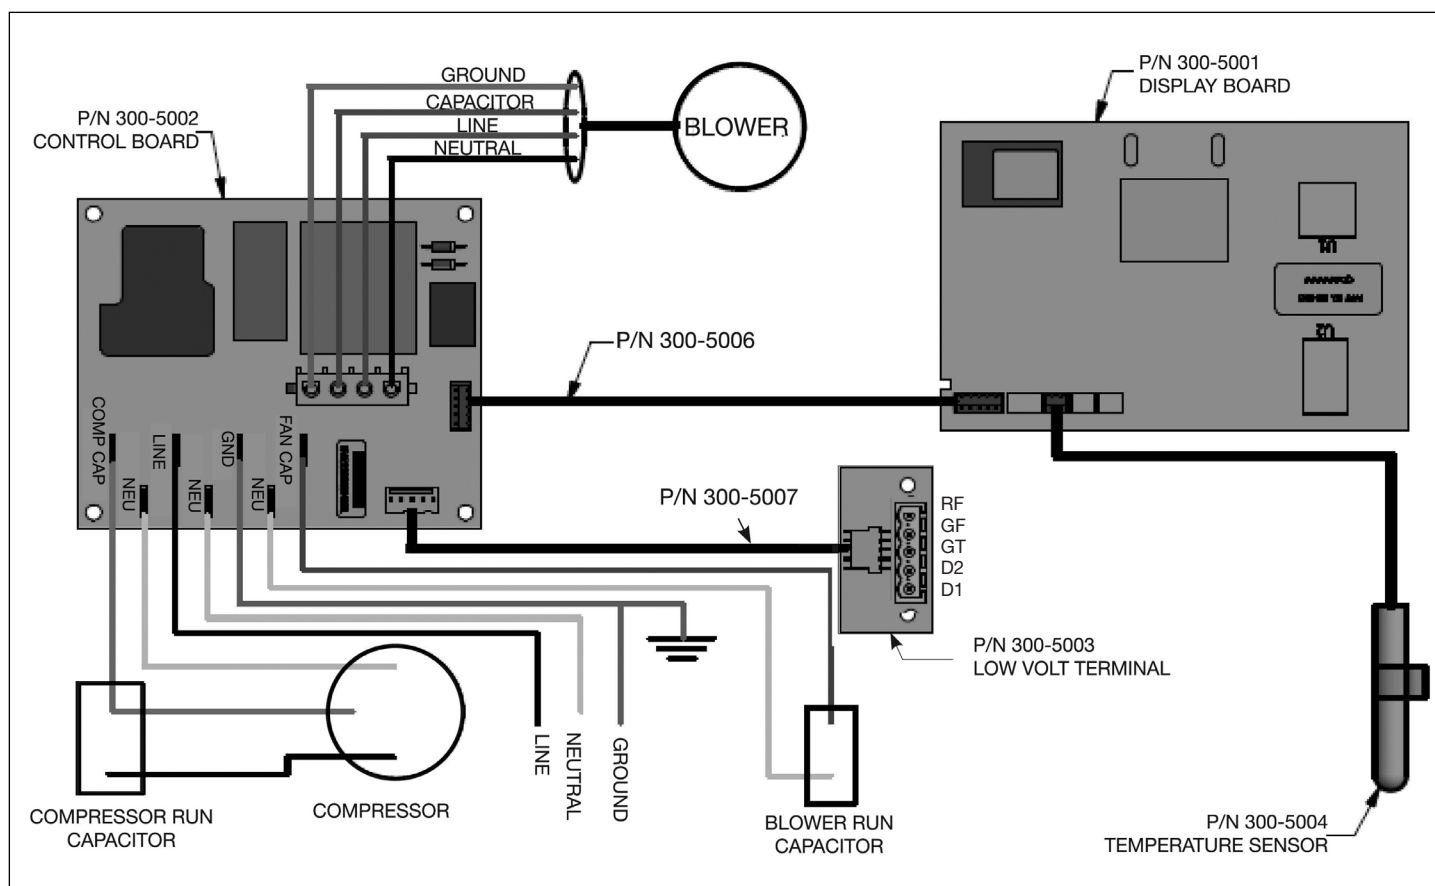 GROUND
CAPACITOR
LINE
NEUTRAL
BLOWER
P/N 300-5001
DISPLAY BOARD
P/N 300-5002
CONTROL BOARD
P/N 300-5006
COMP CAP
NEU
LINE
NEU
GND
NEU
FAN CAP
P/N 300-5007
RF
GF
GT
D2
D1
P/N 300-5003
LOW VOLT TERMINAL
LINE
NEUTRAL
GROUND
COMPRESSOR RUN
CAPACITOR
COMPRESSOR
BLOWER RUN
CAPACITOR
P/N 300-5004
TEMPERATURE SENSOR
U2